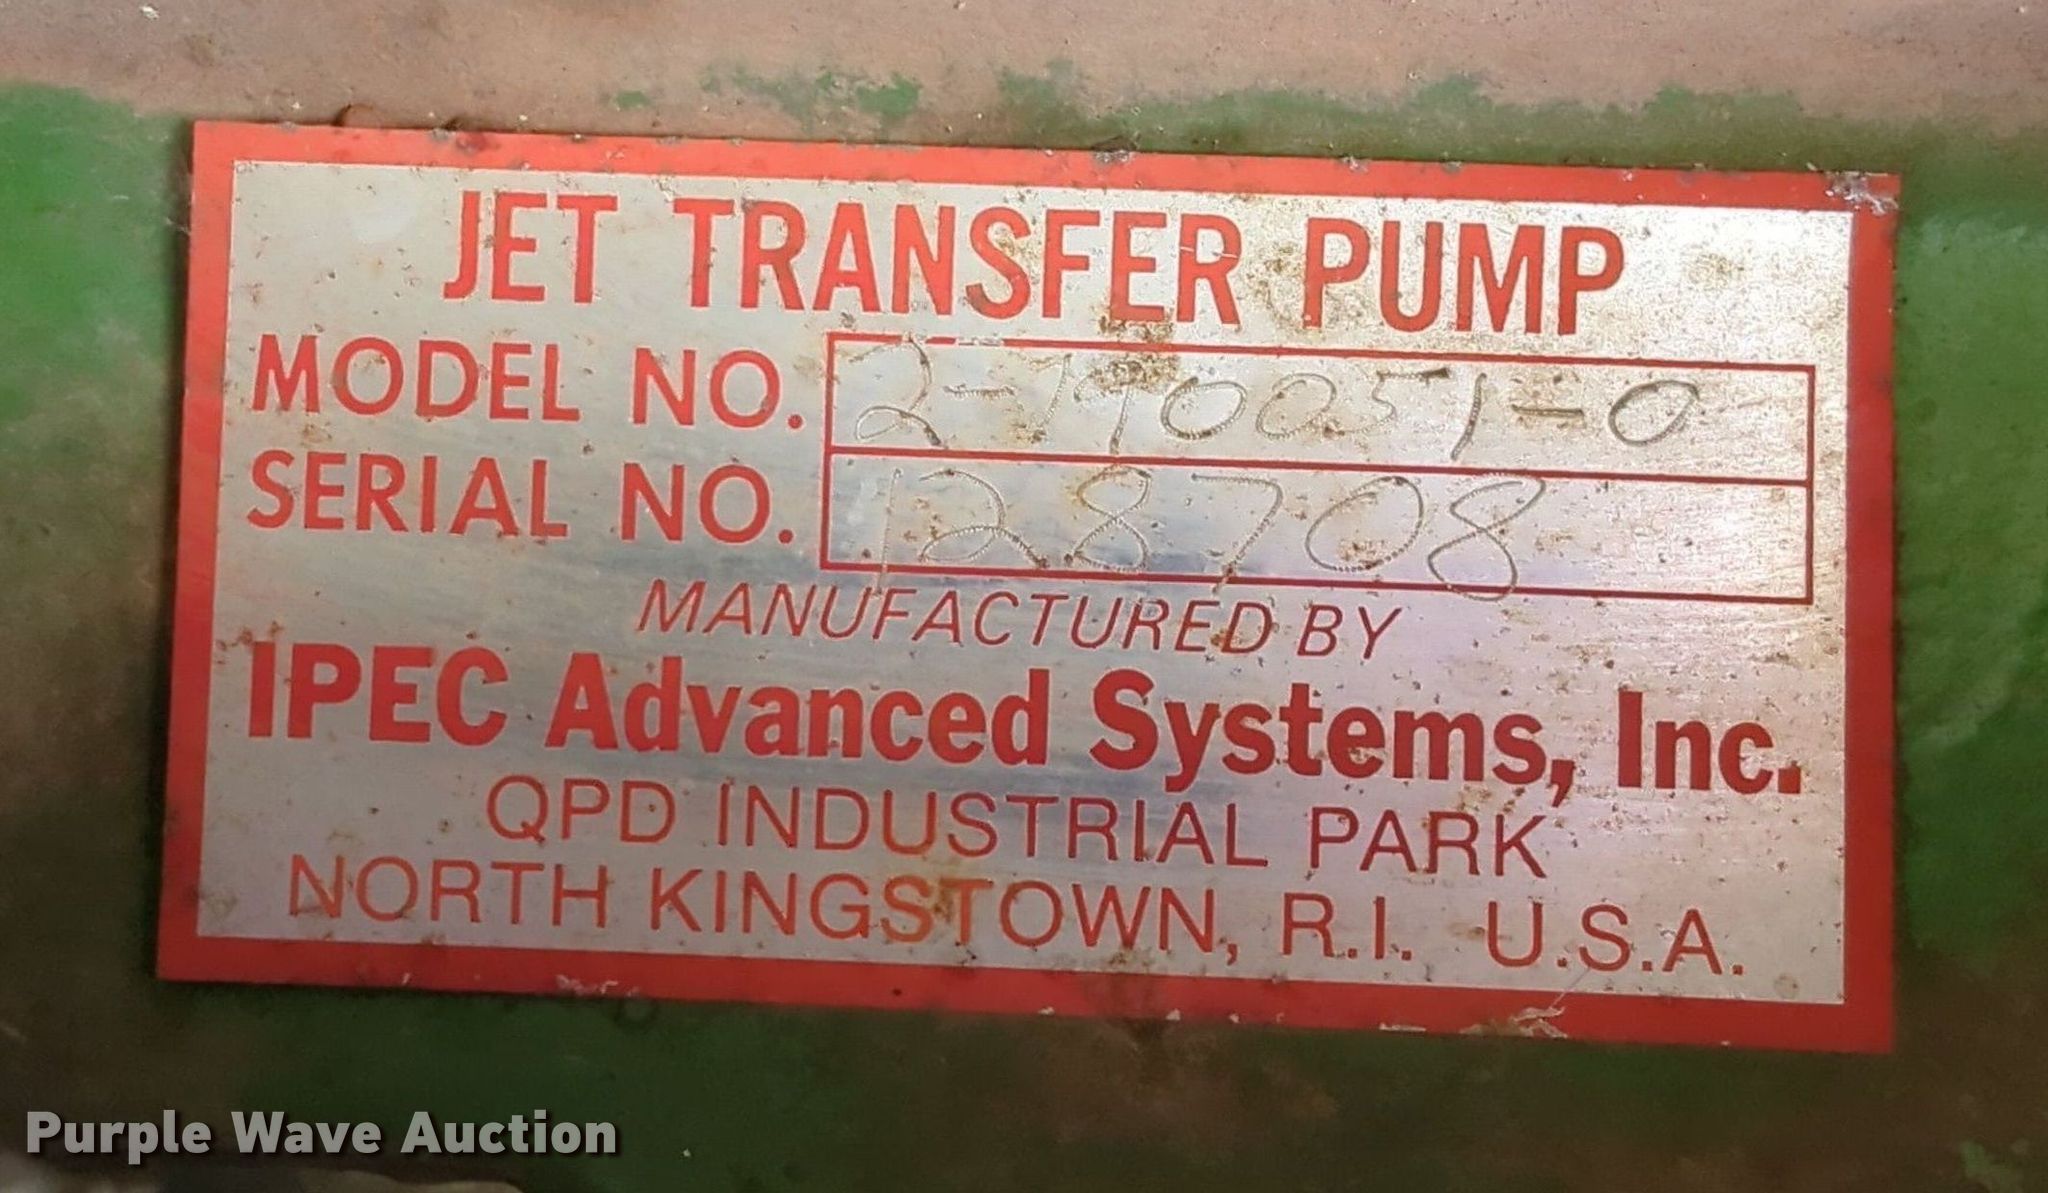 JET TRANSFER PUMP
MODEL NO. 2-790051-0
SERIAL NO. 128708
MANUFACTURED BY
IPEC Advanced Systems, Inc.
QPD INDUSTRIAL PARK
NORTH KINGSTOWN, R.I. U.S.A.
Purple Wave Auction